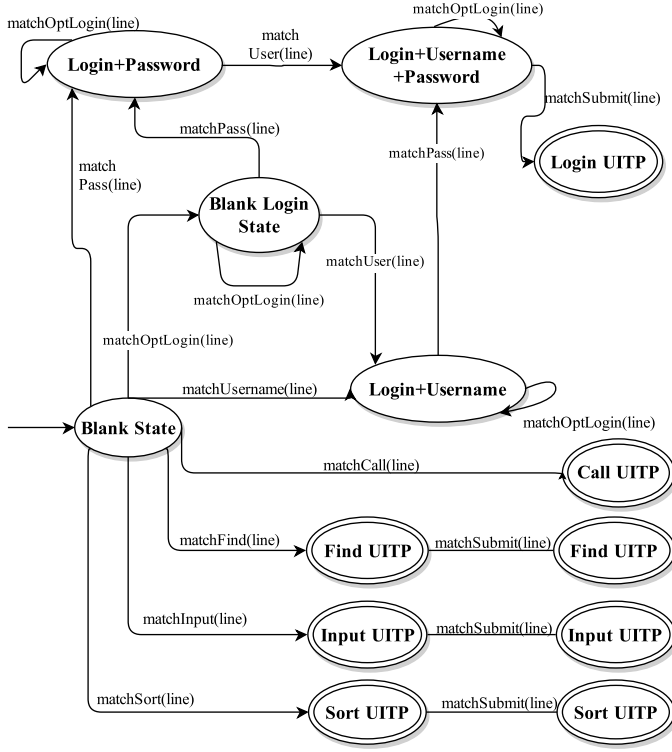 matchOptLogin(line)
Login+Password
match
User(line)
matchOptLogin(line)
Login+Username
+Password
matchSubmit(line)
Login UITP
matchPass(line)
matchPass(line)
match
Pass(line)
Blank Login
State
matchUser(line)
matchOptLogin(line)
matchOptLogin(line)
matchUsername(line)
Login+Username
matchOptLogin(line)
Blank State
matchCall(line)
Call UITP
matchFind(line)
Find UITP
matchSubmit(line)
Find UITP
matchInput(line)
Input UITP
matchSubmit(line)
Input UITP
matchSort(line)
Sort UITP
matchSubmit(line)
Sort UITP